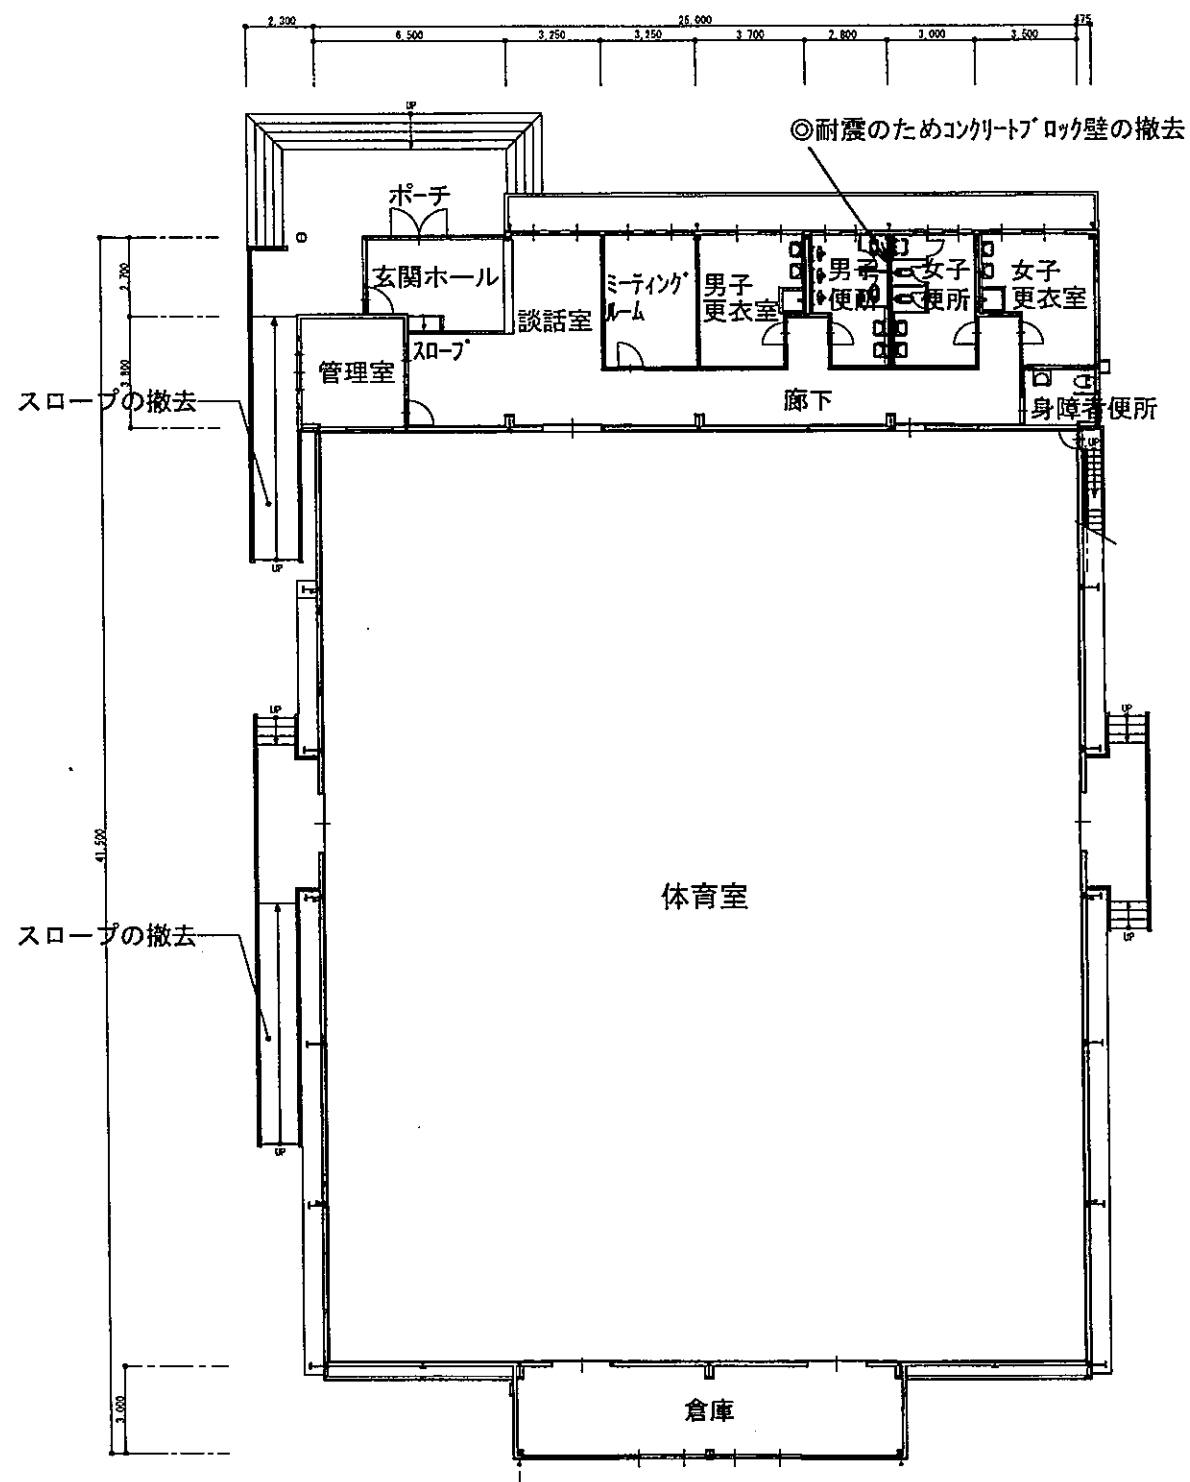 2,300
26,000
475
6,500
3,250
3,250
3,700
2,800
3,000
3,500
UP
◎耐震のためコンクリートブロック壁の撤去
ポーチ
2,700
玄関ホール
ミーティング
ルーム
男子
更衣室
男子
便所
女子
便所
女子
更衣室
談話室
スロープ
管理室
3,800
廊下
身障者便所
スロープの撤去
UP
UP
UP
UP
41,500
体育室
スロープの撤去
UP
UP
3,000
倉庫